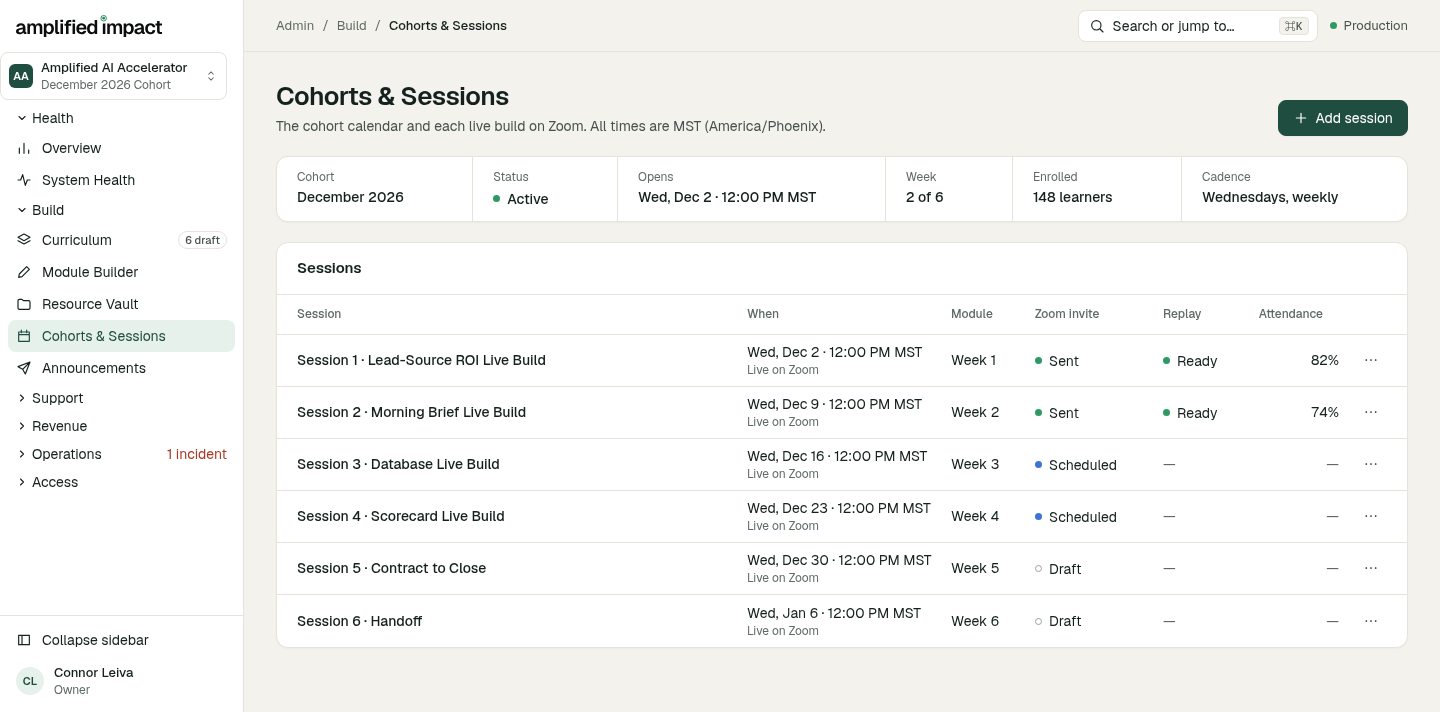 amplified impact
AA
Amplified AI Accelerator
December 2026 Cohort
Health
Overview
System Health
Build
Curriculum
6 draft
Module Builder
Resource Vault
Cohorts & Sessions
Announcements
Support
Revenue
Operations
1 incident
Access
Collapse sidebar
CL
Connor Leiva
Owner
Admin / Build / Cohorts & Sessions
Search or jump to…
⌘K
Production
Cohorts & Sessions
The cohort calendar and each live build on Zoom. All times are MST (America/Phoenix).
Add session
Cohort
December 2026
Status
Active
Opens
Wed, Dec 2 · 12:00 PM MST
Week
2 of 6
Enrolled
148 learners
Cadence
Wednesdays, weekly
Sessions
Session When Module Zoom invite Replay Attendance
Session 1 · Lead-Source ROI Live Build
Wed, Dec 2 · 12:00 PM MST
Live on Zoom
Week 1
Sent
Ready
82%
···
Session 2 · Morning Brief Live Build
Wed, Dec 9 · 12:00 PM MST
Live on Zoom
Week 2
Sent
Ready
74%
···
Session 3 · Database Live Build
Wed, Dec 16 · 12:00 PM MST
Live on Zoom
Week 3
Scheduled
—
—
···
Session 4 · Scorecard Live Build
Wed, Dec 23 · 12:00 PM MST
Live on Zoom
Week 4
Scheduled
—
—
···
Session 5 · Contract to Close
Wed, Dec 30 · 12:00 PM MST
Live on Zoom
Week 5
Draft
—
—
···
Session 6 · Handoff
Wed, Jan 6 · 12:00 PM MST
Live on Zoom
Week 6
Draft
—
—
···